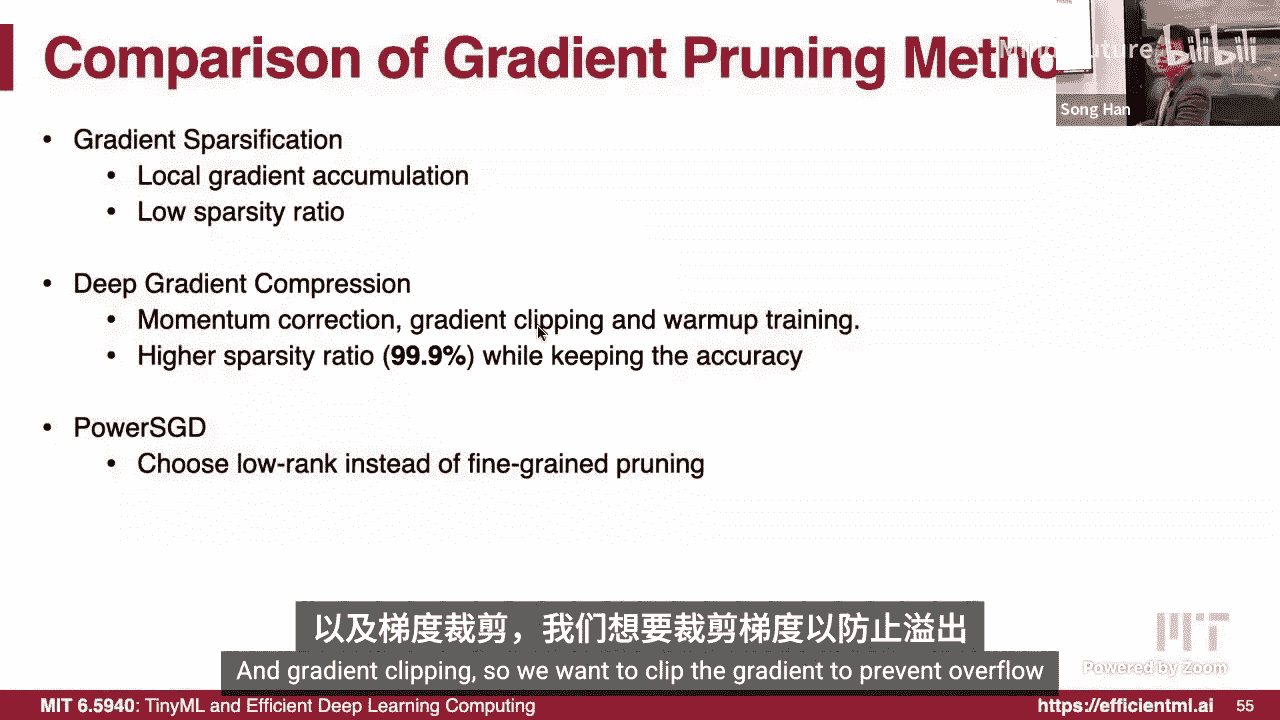 Comparison of Gradient Pruning Metho
Mind Future bilibili
Song Han
• Gradient Sparsification
• Local gradient accumulation
• Low sparsity ratio
• Deep Gradient Compression
• Momentum correction, gradient clipping and warmup training.
• Higher sparsity ratio (99.9%) while keeping the accuracy
• PowerSGD
• Choose low-rank instead of fine-grained pruning
以及梯度裁剪，我们想要裁剪梯度以防止溢出
And gradient clipping, so we want to clip the gradient to prevent overflow
MIT
Powered by Zoom
MIT 6.5940: TinyML and Efficient Deep Learning Computing
https://efficientml.ai 55